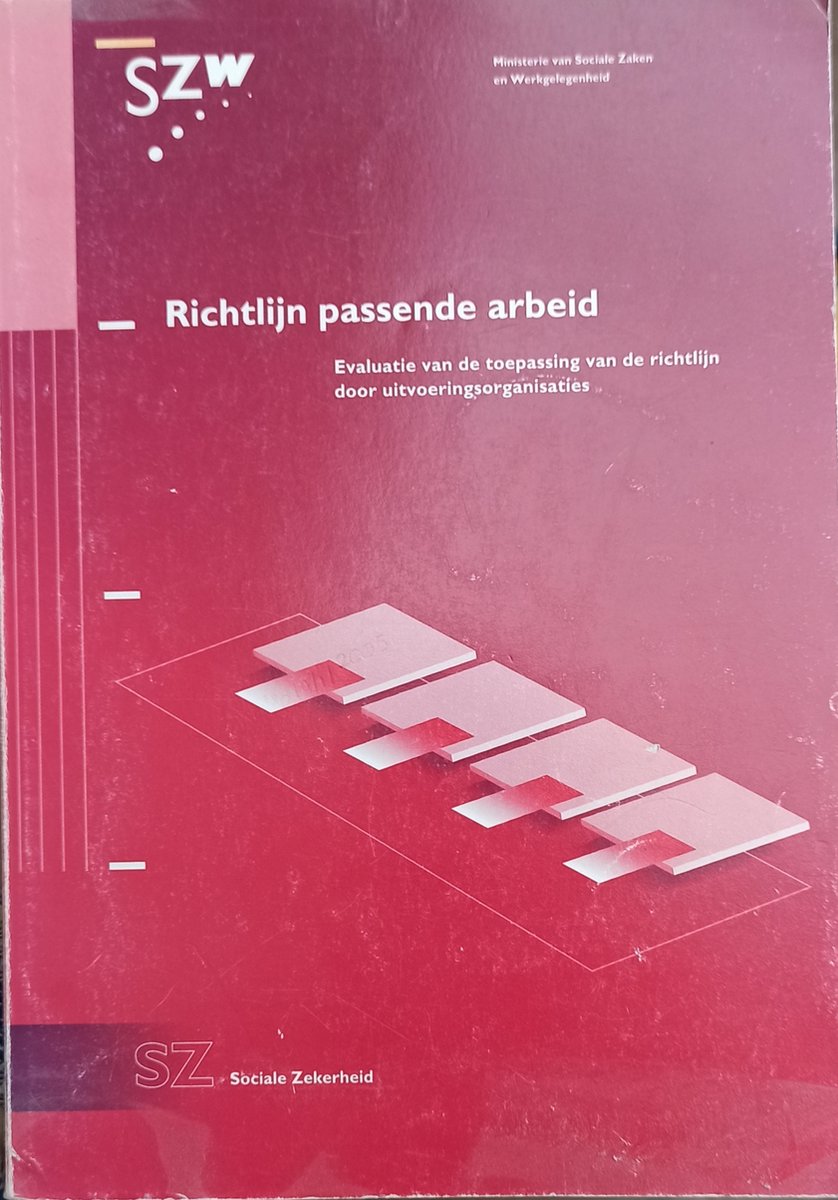 SZW
Ministerie van Sociale Zaken
en Werkgelegenheid
Richtlijn passende arbeid
Evaluatie van de toepassing van de richtlijn
door uitvoeringsorganisaties
SZ Sociale Zekerheid